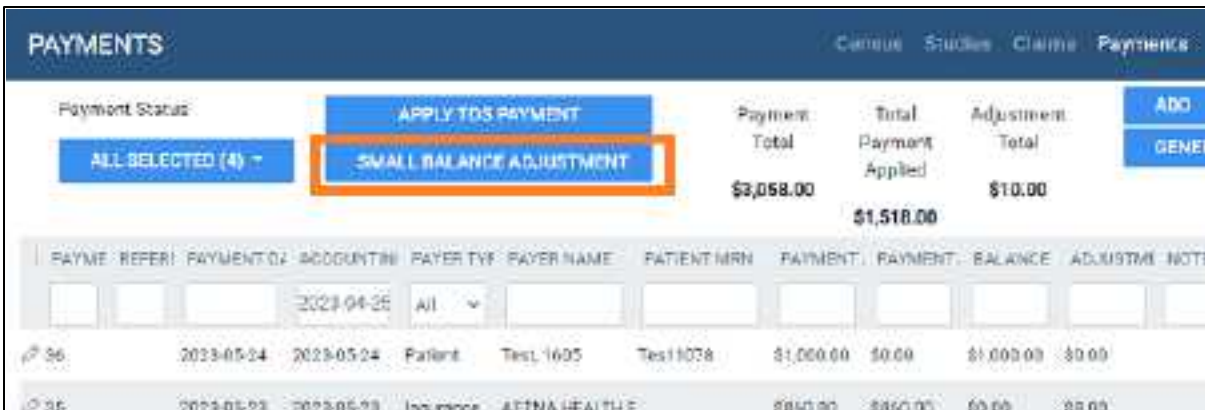 PAYMENTS
Census Studies Claims Payments
Payment Status
APPLY TOS PAYMENT
Payment Total
Total Payment Applied
Adjustment Total
ADD
ALL SELECTED (4)
SMALL BALANCE ADJUSTMENT
GENE
$3,058.00
$1,518.00
$10.00
PAYME REFERI PAYMENT DA ACCOUNTIN PAYER TYP PAYER NAME PATIENT MRN PAYMENT PAYMENT BALANCE ADJUSTME NOTE
2023-04-25 All
36 2023-05-24 2023-05-24 Patient Test, 1605 Tes11078 $1,000.00 $0.00 $1,000.00 $0.00
35 2023-05-23 2023-05-23 Insurance AETNA HEALTH $860.00 $860.00 $0.00 $0.00